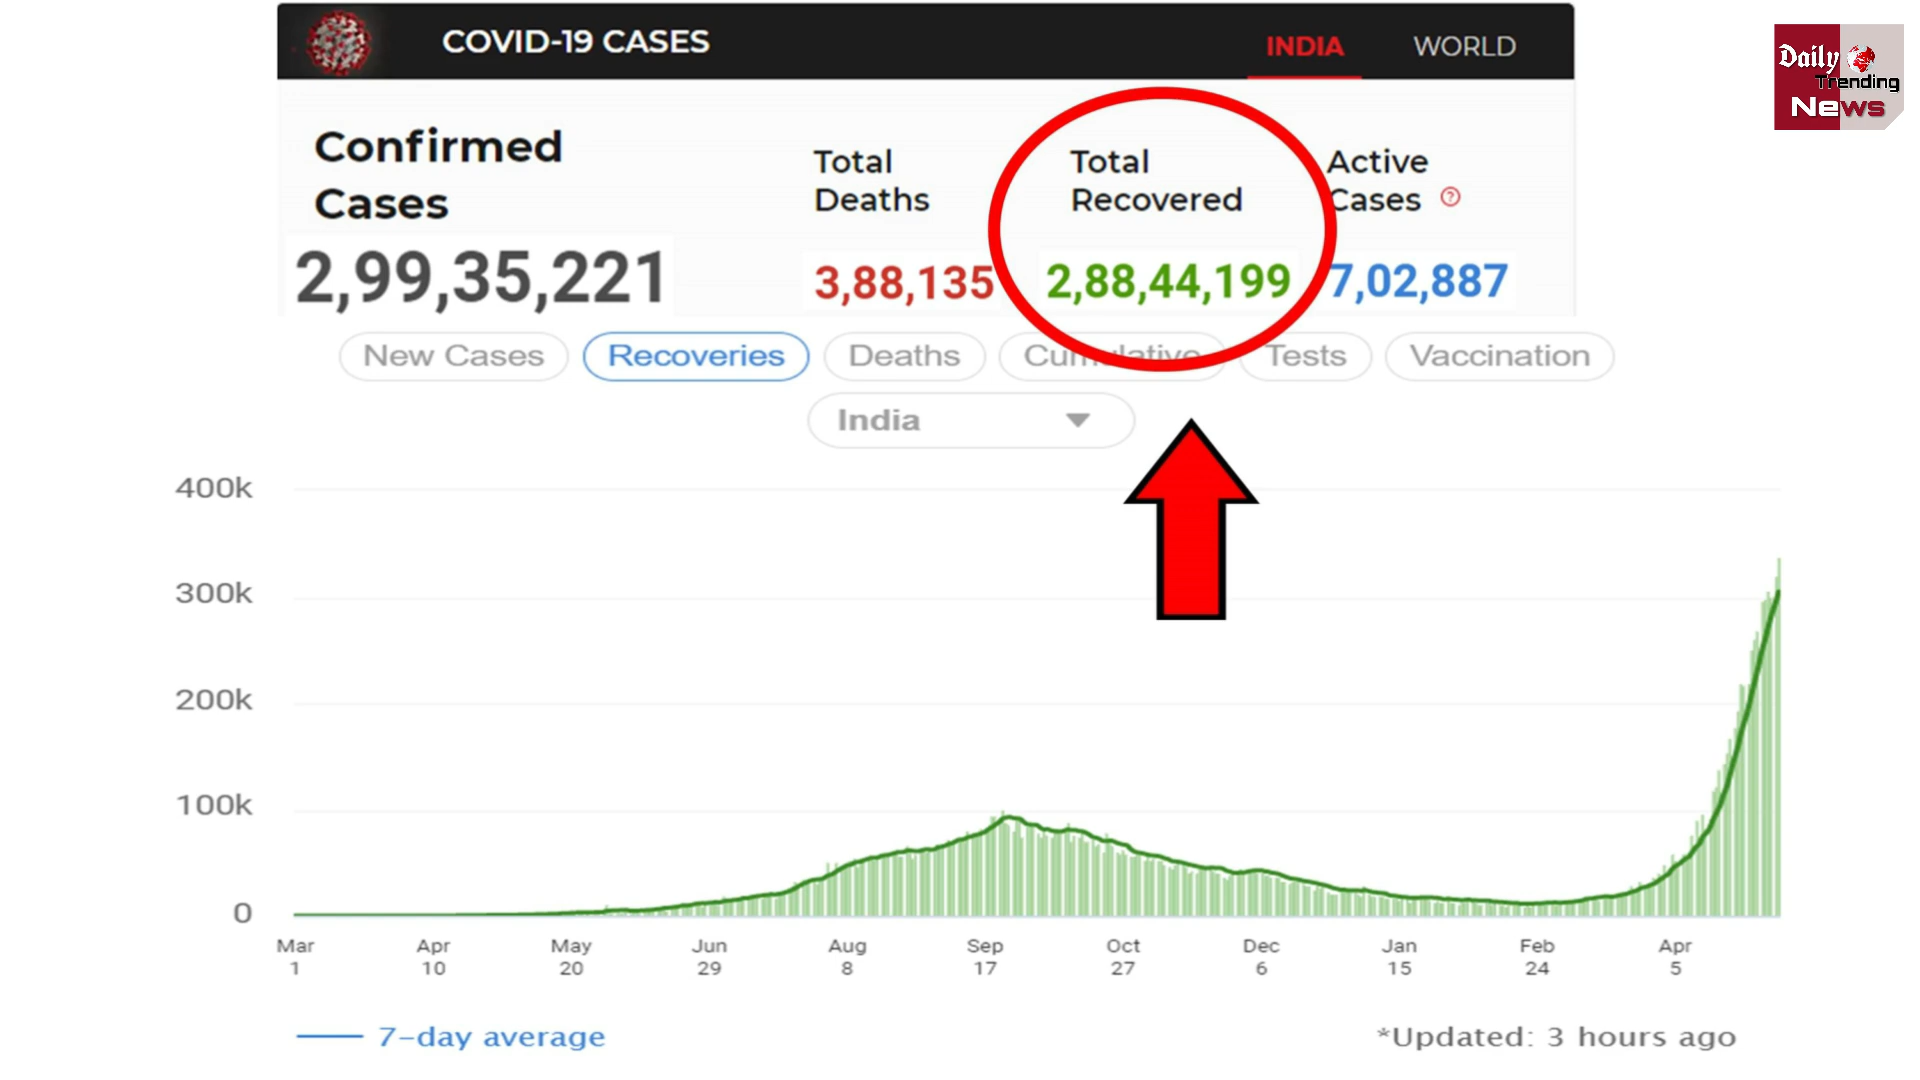 COVID-19 CASES
INDIA
WORLD
Daily
Trending
News
Confirmed
Cases
2,99,35,221
Total
Deaths
3,88,135
Total
Recovered
2,88,44,199
Active
Cases ?
7,02,887
New Cases
Recoveries
Deaths
Cumulative
Tests
Vaccination
India
400k
300k
200k
100k
0
Mar
1
Apr
10
May
20
Jun
29
Aug
8
Sep
17
Oct
27
Dec
6
Jan
15
Feb
24
Apr
5
7-day average
*Updated: 3 hours ago